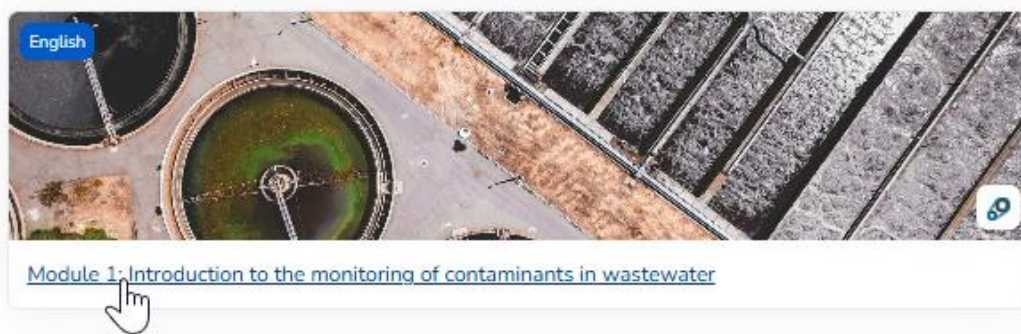 English
Module 1: Introduction to the monitoring of contaminants in wastewater